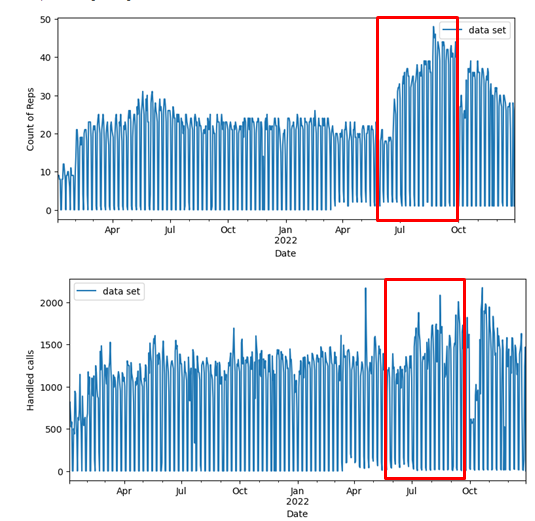 50
data set
40
30
20
10
0
Count of Reps
Apr Jul Oct Jan Apr Jul Oct
2022
Date
data set
2000
1500
1000
500
0
Handled calls
Apr Jul Oct Jan Apr Jul Oct
2022
Date